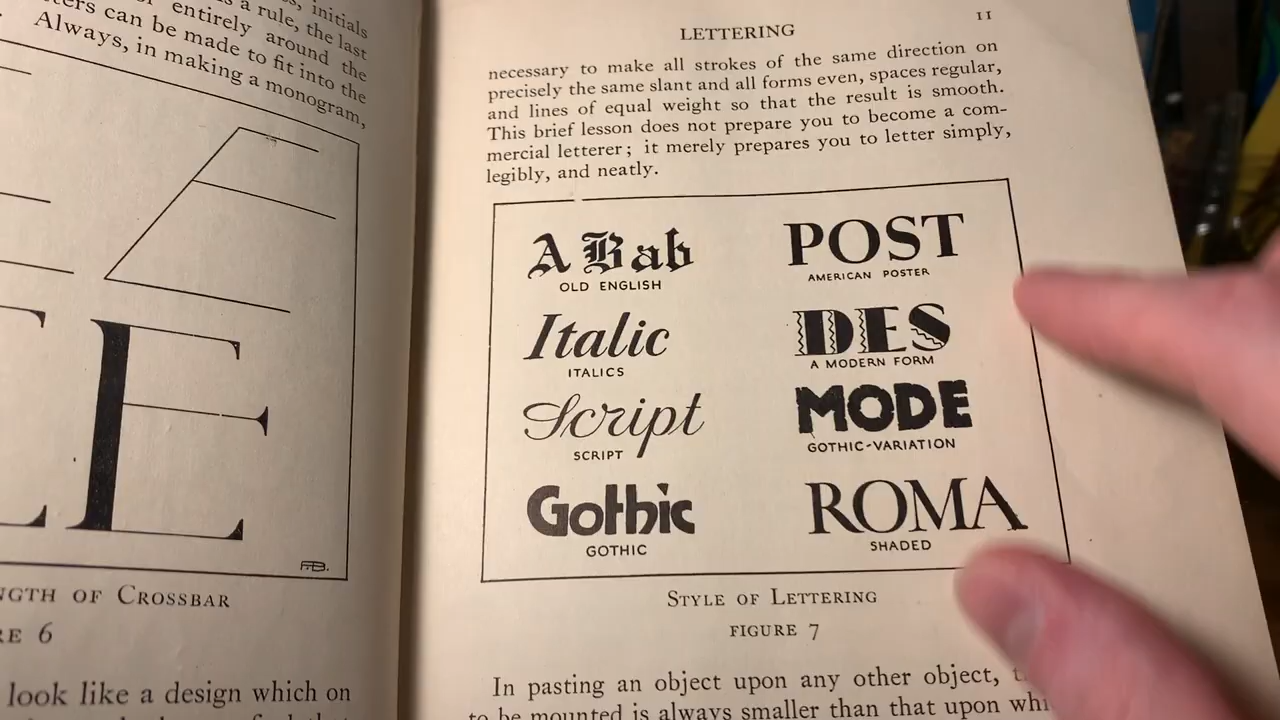 s, initials
s a rule, the last
entirely around the
ters can be made to fit into the
Always, in making a monogram,
E
NGTH OF CROSSBAR
RE 6
look like a design which on
LETTERING
11
necessary to make all strokes of the same direction on
precisely the same slant and all forms even, spaces regular,
and lines of equal weight so that the result is smooth.
This brief lesson does not prepare you to become a com-
mercial letterer; it merely prepares you to letter simply,
legibly, and neatly.
A Bab
OLD ENGLISH
POST
AMERICAN POSTER
Italic
ITALICS
DES
A MODERN FORM
Script
SCRIPT
MODE
GOTHIC-VARIATION
Gothic
GOTHIC
ROMA
SHADED
STYLE OF LETTERING
FIGURE 7
In pasting an object upon any other object,
to be mounted is always smaller than that upon